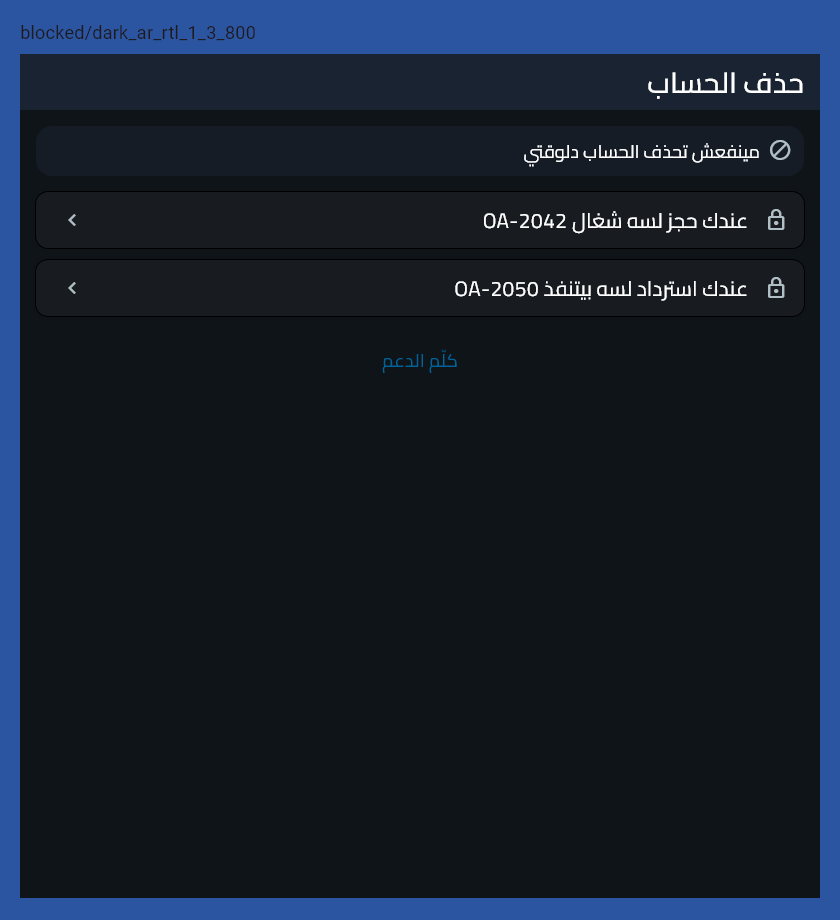 blocked/dark_ar_rtl_1_3_800
حذف الحساب
مينفعش تحذف الحساب دلوقتي
عندك حجز لسه شغال OA-2042
عندك استرداد لسه بيتنفذ OA-2050
كلّم الدعم